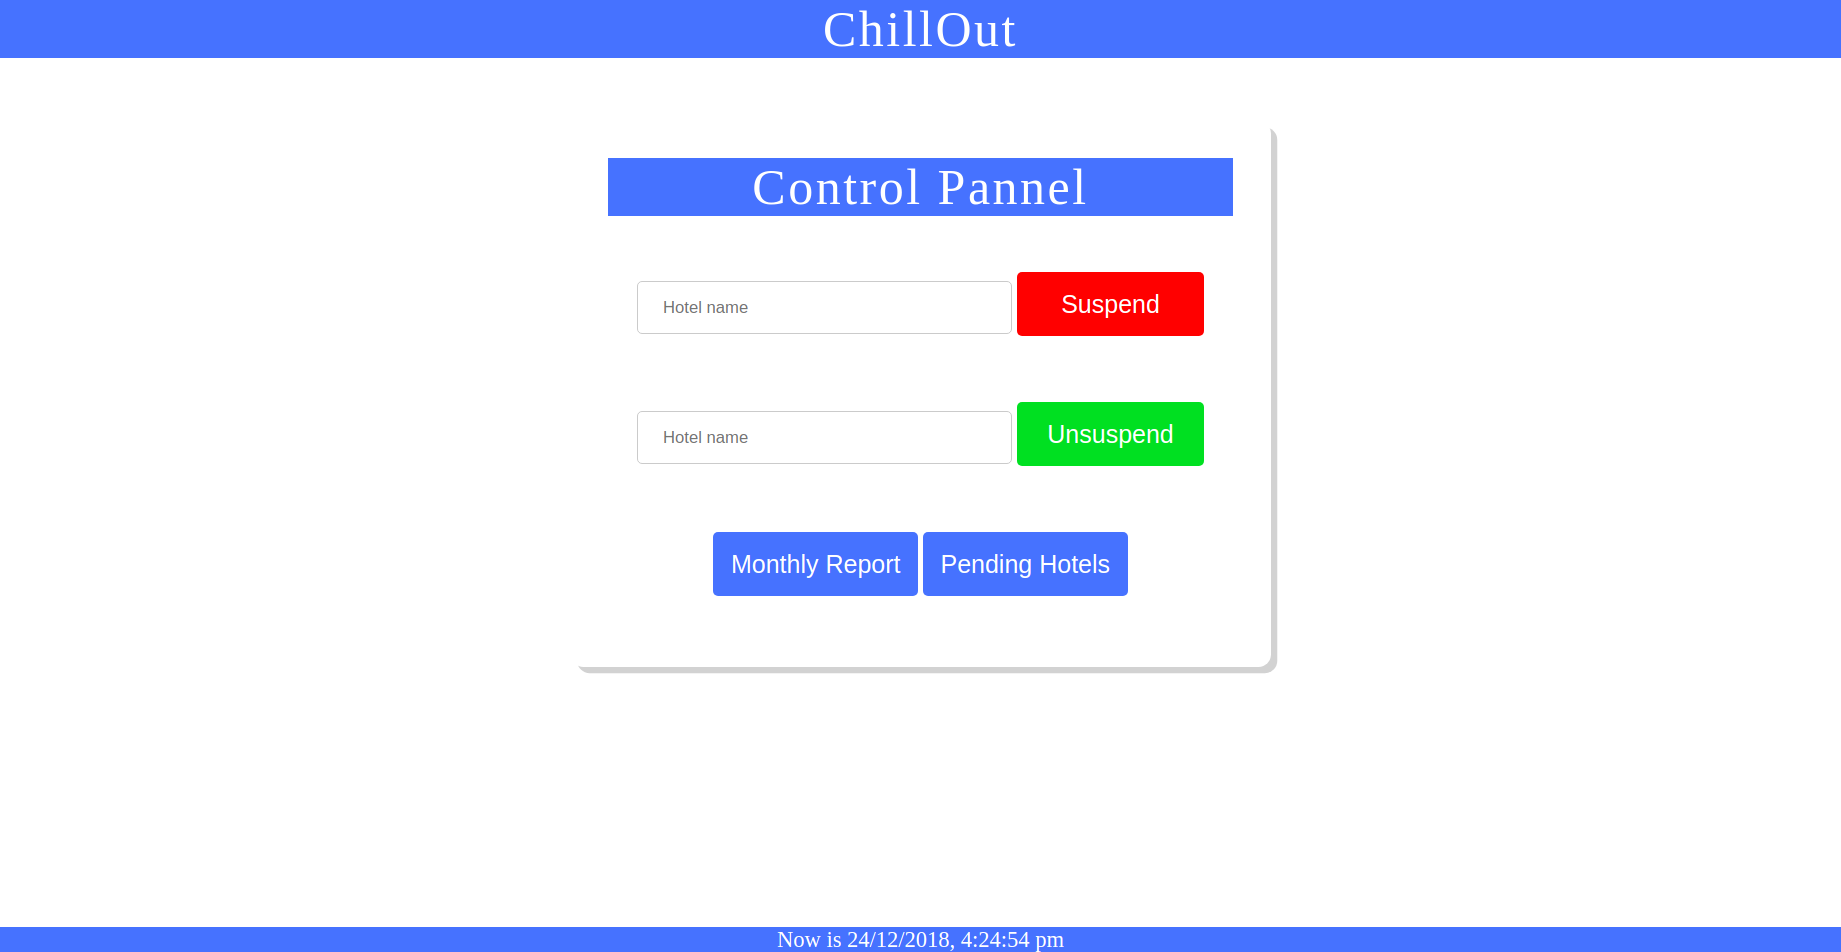 ChillOut
Control Pannel
Hotel name
Suspend
Hotel name
Unsuspend
Monthly Report
Pending Hotels
Now is 24/12/2018, 4:24:54 pm